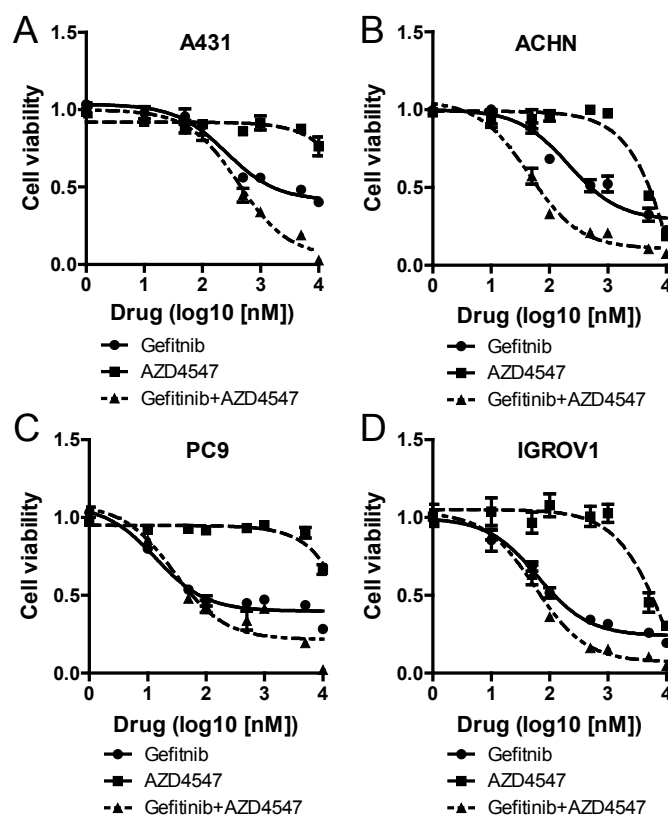 A
A431
1.5
1.0
0.5
0.0
Cell viability
0 1 2 3 4
Drug (log10 [nM])
Gefitnib
AZD4547
Gefitinib+AZD4547
B
ACHN
1.5
1.0
0.5
0.0
Cell viability
0 1 2 3 4
Drug (log10 [nM])
Gefitnib
AZD4547
Gefitinib+AZD4547
C
PC9
1.5
1.0
0.5
0.0
Cell viability
0 1 2 3 4
Drug (log10 [nM])
Gefitnib
AZD4547
Gefitinib+AZD4547
D
IGROV1
1.5
1.0
0.5
0.0
Cell viability
0 1 2 3 4
Drug (log10 [nM])
Gefitnib
AZD4547
Gefitinib+AZD4547